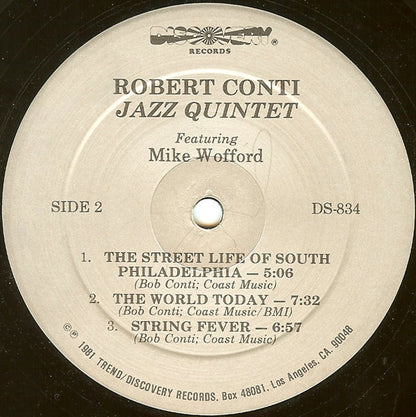 DISCOVERY®
RECORDS
ROBERT CONTI
JAZZ QUINTET
Featuring
Mike Wofford
SIDE 2
DS-834
1. THE STREET LIFE OF SOUTH
PHILADELPHIA — 5:06
(Bob Conti; Coast Music)
2. THE WORLD TODAY — 7:32
(Bob Conti; Coast Music/BMI)
3. STRING FEVER — 6:57
(Bob Conti; Coast Music)
©℗ 1981 TREND/DISCOVERY RECORDS, Box 48081, Los Angeles, CA. 90048